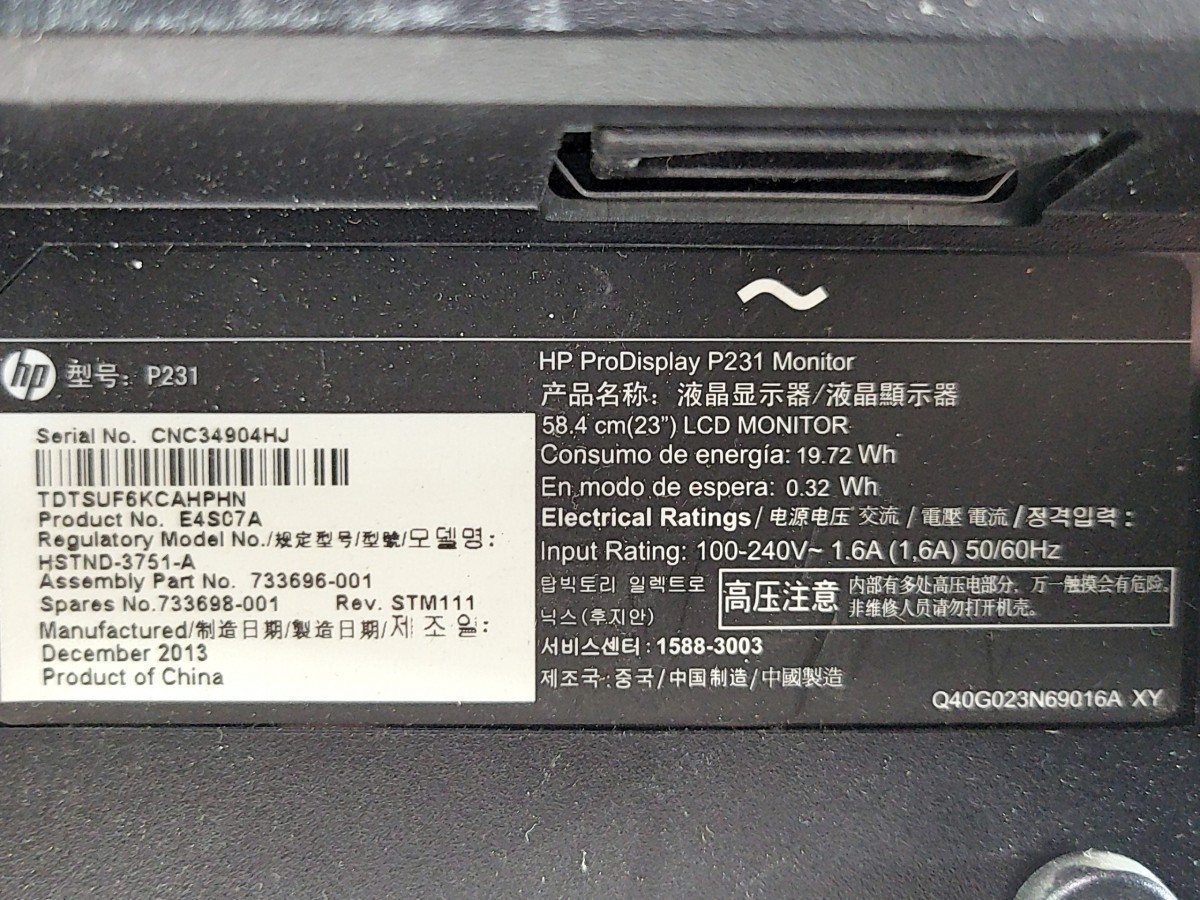 ~
hp 型号: P231
Serial No. CNC34904HJ
TDTSUF6KCAHPHN
Product No. E4S07A
Regulatory Model No./规定型号/型號/모델명:
HSTND-3751-A
Assembly Part No. 733696-001
Spares No.733698-001 Rev. STM111
Manufactured/制造日期/製造日期/제 조 일:
December 2013
Product of China
HP ProDisplay P231 Monitor
产品名称: 液晶显示器/液晶顯示器
58.4 cm(23") LCD MONITOR
Consumo de energía: 19.72 Wh
En modo de espera: 0.32 Wh
Electrical Ratings/电源电压 交流/電壓 電流/정격입력:
Input Rating: 100-240V~ 1.6A (1,6A) 50/60Hz
탑빅토리 일렉트로
닉스(후지안)
高压注意
内部有多处高压电部分，万一触摸会有危险。
非维修人员请勿打开机壳。
서비스센터:1588-3003
제조국:중국/中国制造/中國製造
Q40G023N69016A XY